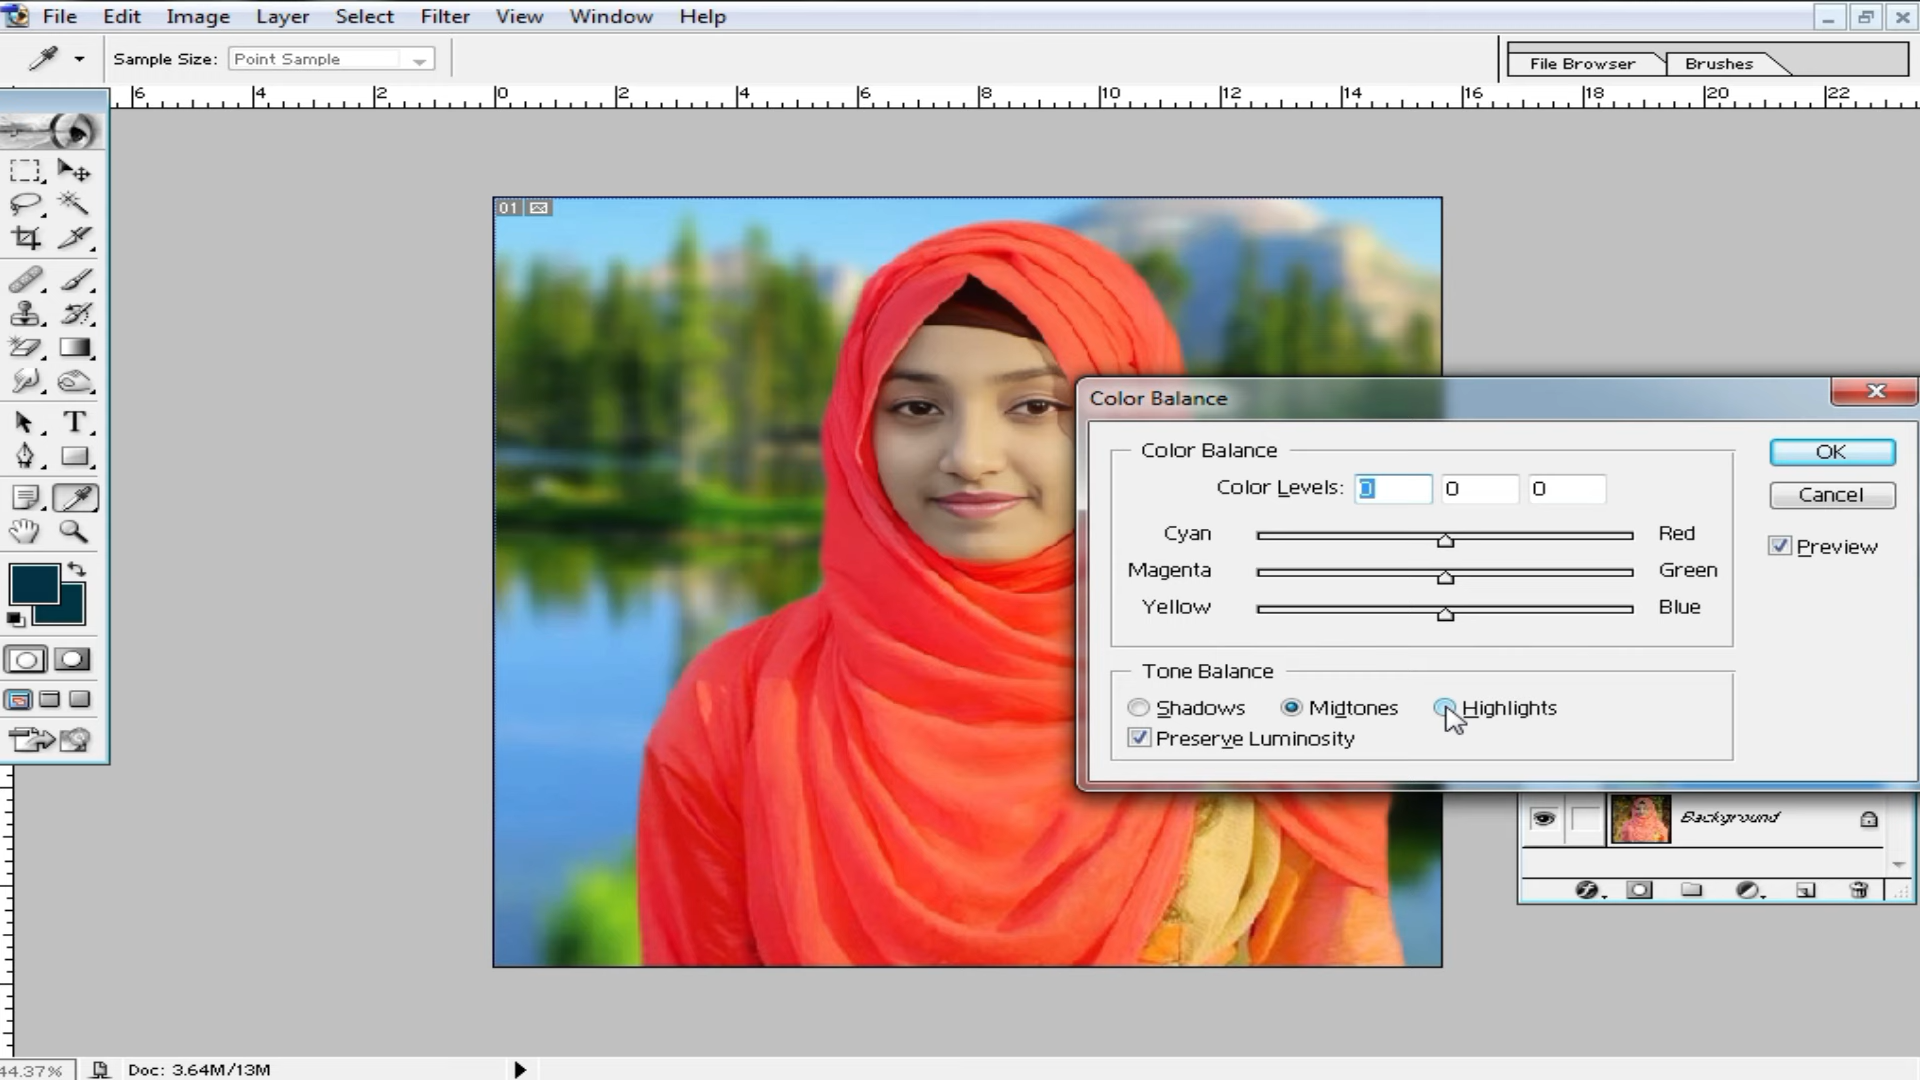 File Edit Image Layer Select Filter View Window Help
Sample Size: Point Sample
File Browser Brushes
6 4 2 0 2 4 6 8 10 12 14 16 18 20 22
01
Color Balance
Color Balance
OK
Color Levels: 0 0 0
Cancel
Cyan Red
Preview
Magenta Green
Yellow Blue
Tone Balance
Shadows Midtones Highlights
Preserve Luminosity
T
Background
44.37% Doc: 3.64M/13M